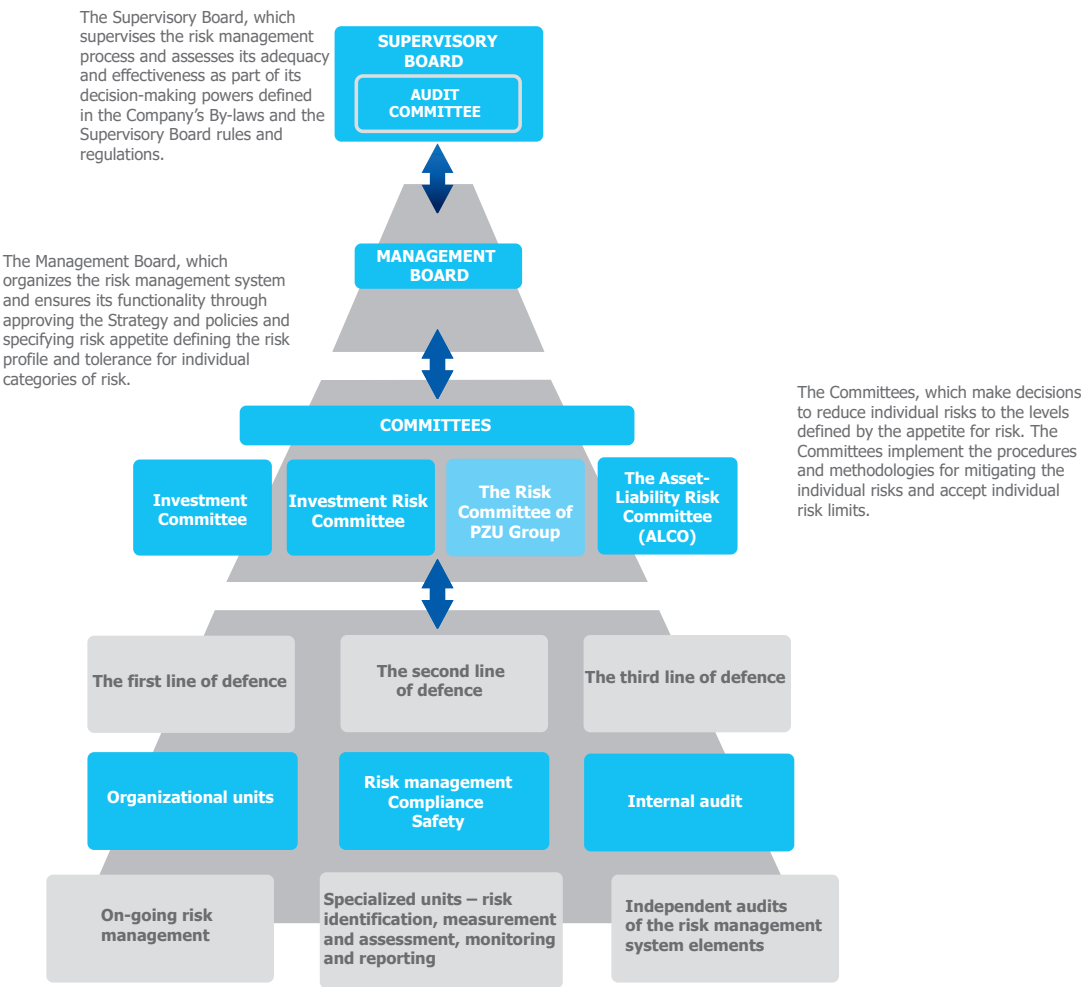 The Supervisory Board, which
supervises the risk management
process and assesses its adequacy
and effectiveness as part of its
decision-making powers defined
in the Company's By-laws and the
Supervisory Board rules and
regulations.
SUPERVISORY
BOARD
AUDIT
COMMITTEE
The Management Board, which
organizes the risk management system
and ensures its functionality through
approving the Strategy and policies and
specifying risk appetite defining the risk
profile and tolerance for individual
categories of risk.
MANAGEMENT
BOARD
The Committees, which make decisions
to reduce individual risks to the levels
defined by the appetite for risk. The
Committees implement the procedures
and methodologies for mitigating the
individual risks and accept individual
risk limits.
COMMITTEES
Investment
Committee
Investment Risk
Committee
The Risk
Committee of
PZU Group
The Asset-
Liability Risk
Committee
(ALCO)
The first line of defence
The second line
of defence
The third line of defence
Organizational units
Risk management
Compliance
Safety
Internal audit
On-going risk
management
Specialized units – risk
identification, measurement
and assessment, monitoring
and reporting
Independent audits
of the risk management
system elements